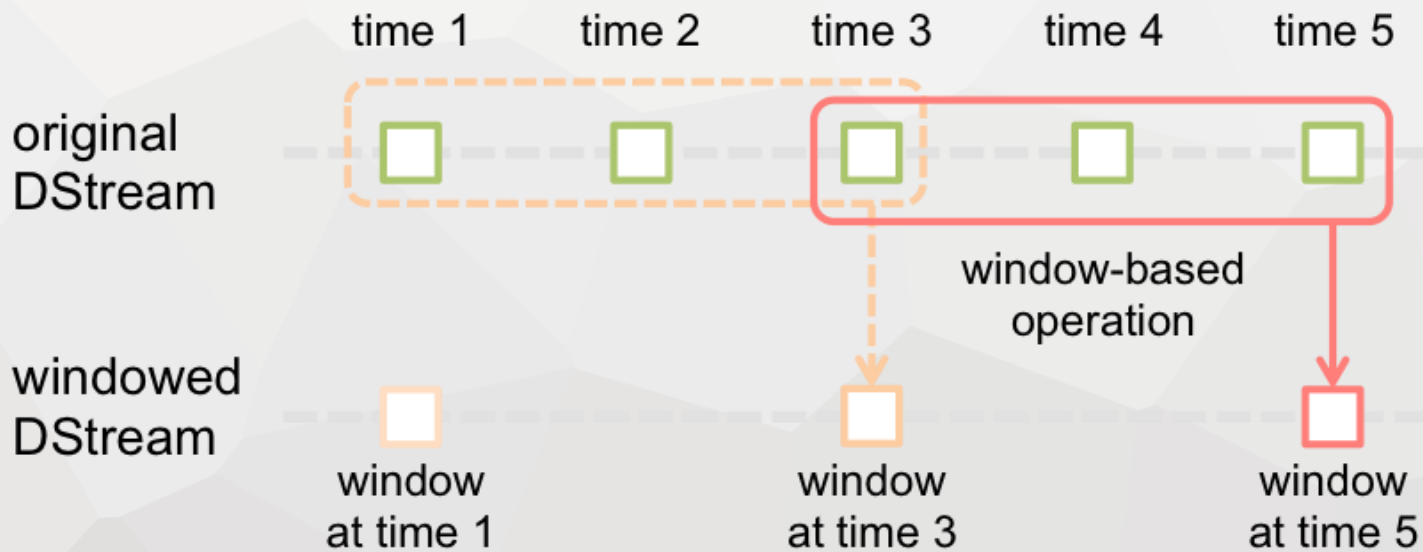 time 1 time 2 time 3 time 4 time 5
original
DStream
window-based
operation
windowed
DStream
window window window
at time 1 at time 3 at time 5